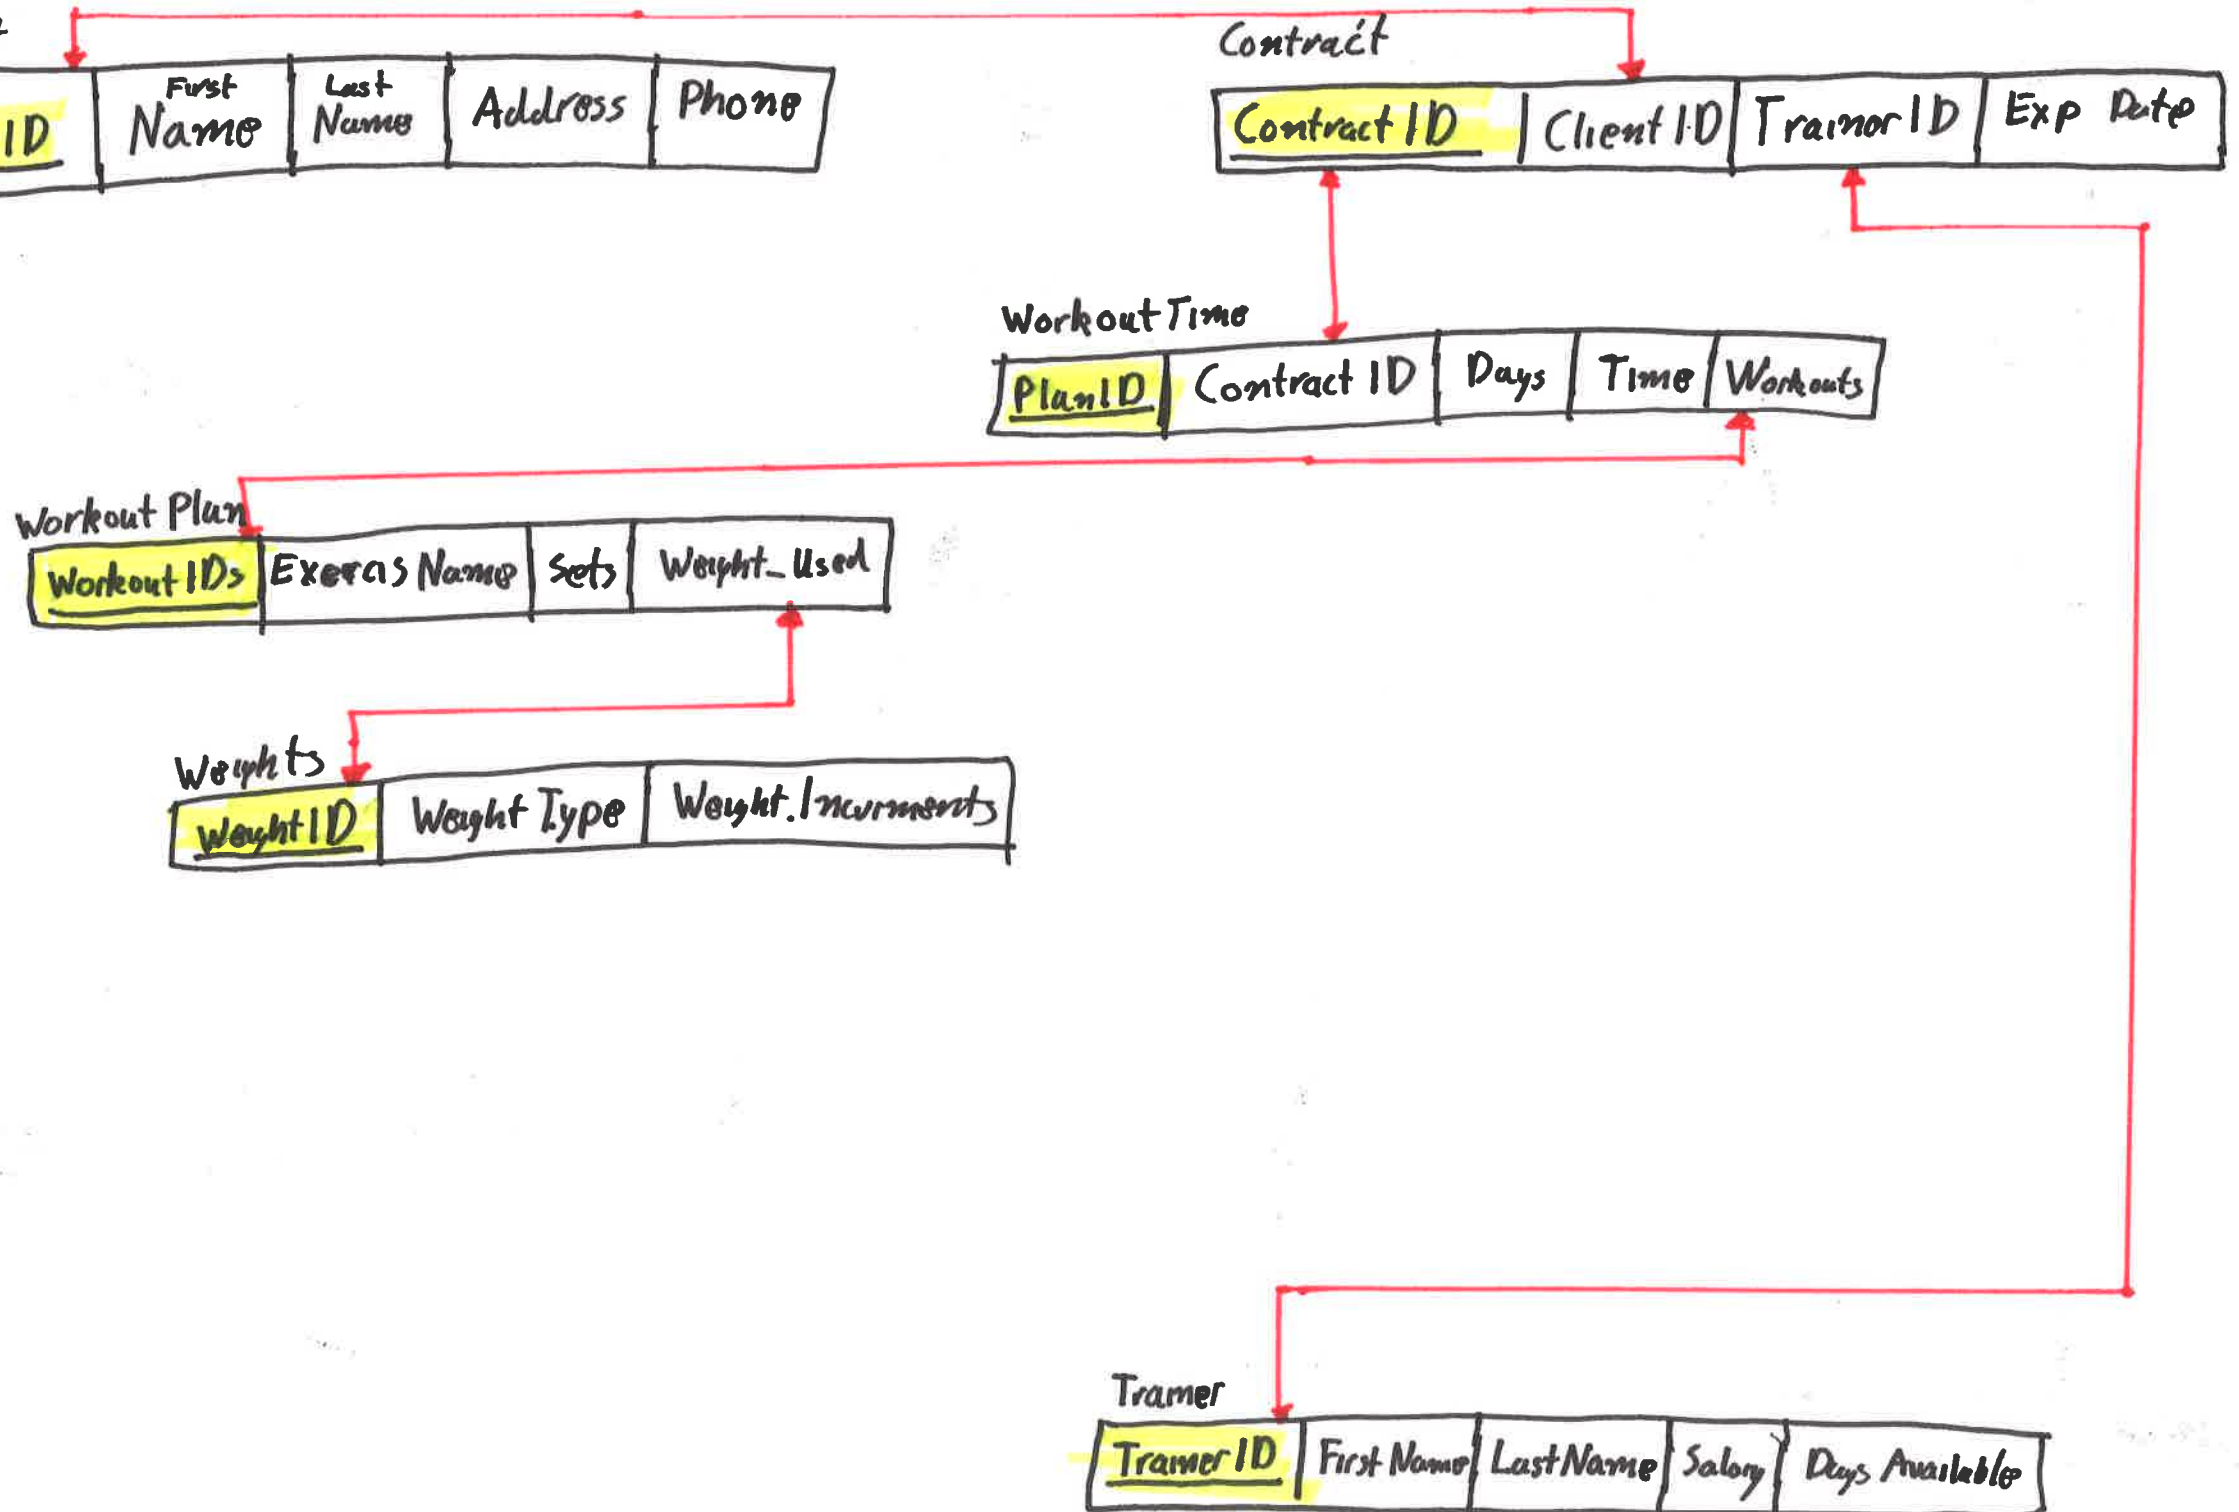 Contract
ID | First Name | Last Name | Address | Phone
Contract ID | Client ID | Trainor ID | Exp Date
Workout Time
Plan ID | Contract ID | Days | Time | Workouts
Workout Plan
Workout IDs | Exercis Name | Sets | Weight_Used
Weights
Weight ID | Weight Type | Weight Incurments
Trainer
Trainer ID | First Name | Last Name | Salary | Days Available